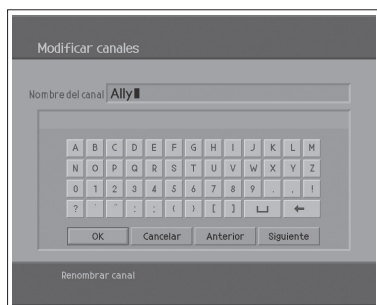 Modificar canales
Nombre del canal Ally
A B C D E F G H I J K L M
N O P Q R S T U V W X Y Z
0 1 2 3 4 5 6 7 8 9 . , !
? ' " : ; ( ) [ ]
OK Cancelar Anterior Siguiente
Renombrar canal